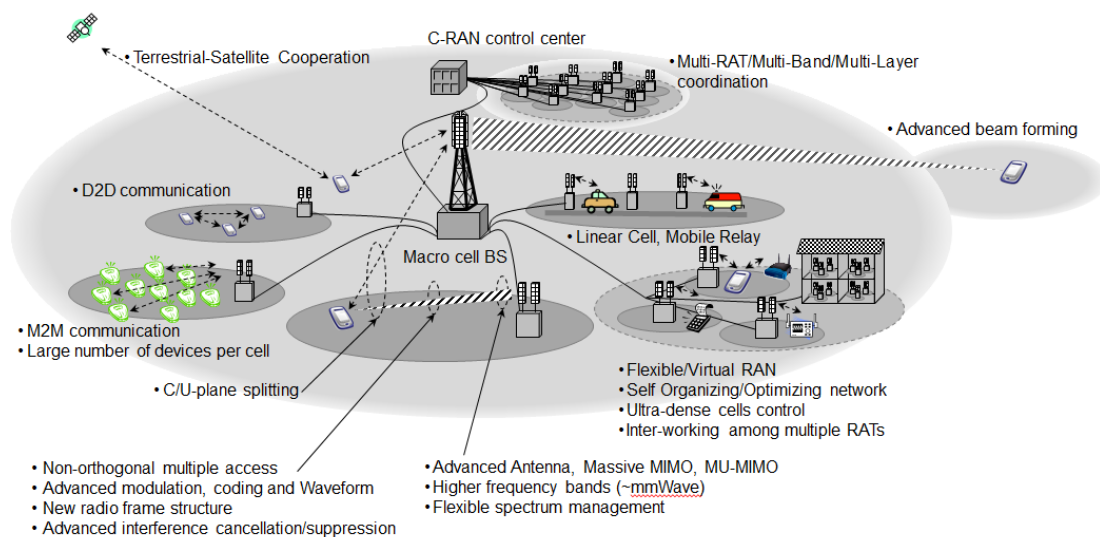 C-RAN control center
• Terrestrial-Satellite Cooperation
• Multi-RAT/Multi-Band/Multi-Layer
coordination
• Advanced beam forming
• D2D communication
• Linear Cell, Mobile Relay
Macro cell BS
• M2M communication
• Large number of devices per cell
• C/U-plane splitting
• Flexible/Virtual RAN
• Self Organizing/Optimizing network
• Ultra-dense cells control
• Inter-working among multiple RATs
• Non-orthogonal multiple access
• Advanced modulation, coding and Waveform
• New radio frame structure
• Advanced interference cancellation/suppression
• Advanced Antenna, Massive MIMO, MU-MIMO
• Higher frequency bands (~mmWave)
• Flexible spectrum management